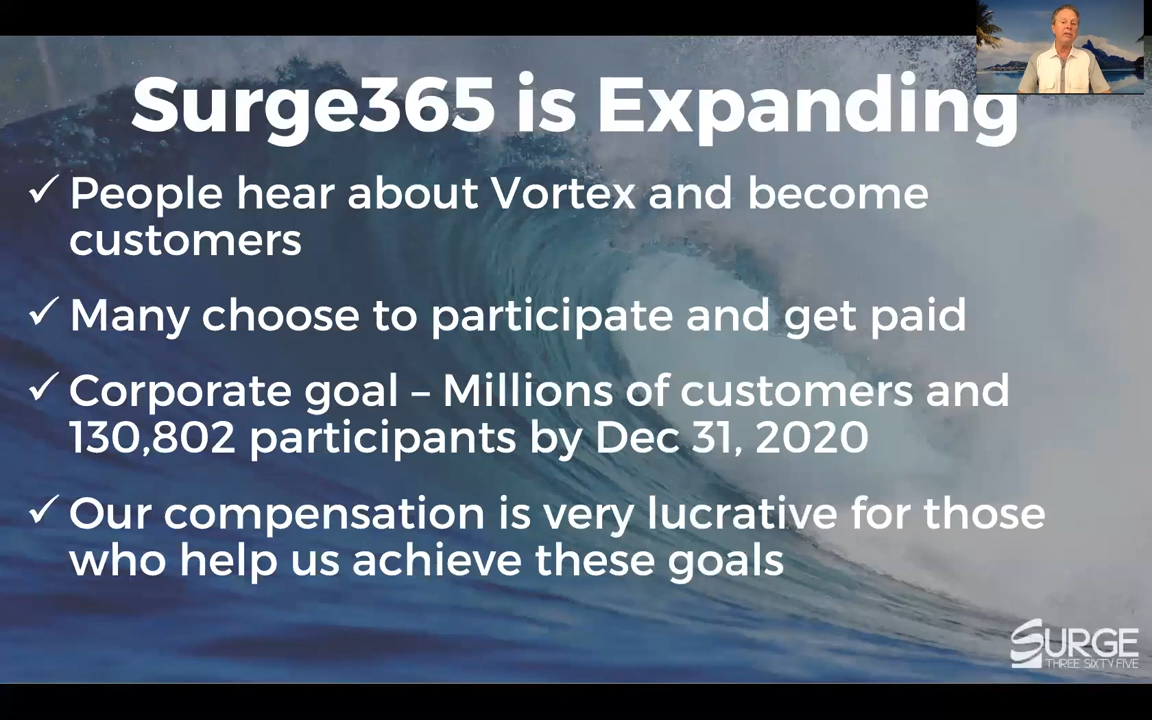 Surge365 is Expanding
✓ People hear about Vortex and become
customers
✓ Many choose to participate and get paid
✓ Corporate goal – Millions of customers and
130,802 participants by Dec 31, 2020
✓ Our compensation is very lucrative for those
who help us achieve these goals
SURGE
THREE SIXTY FIVE